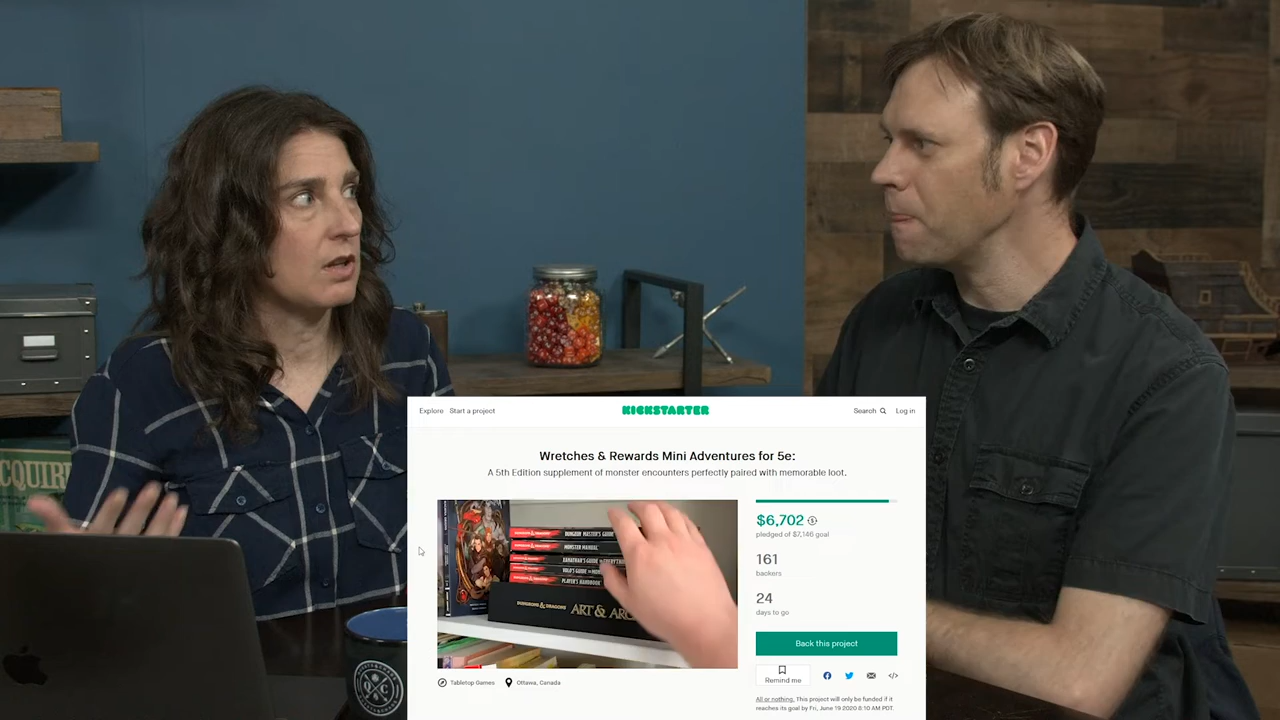 Explore Start a project
KICKSTARTER
Search Log in
Wretches & Rewards Mini Adventures for 5e:
A 5th Edition supplement of monster encounters perfectly paired with memorable loot.
$6,702
pledged of $7,146 goal
161
backers
24
days to go
Back this project
Remind me
All or nothing. This project will only be funded if it
reaches its goal by Fri, June 19 2020 8:10 AM PDT.
Tabletop Games Ottawa, Canada
DUNGEON MASTER'S GUIDE
MONSTER MANUAL
PLAYER'S HANDBOOK
DUNGEONS & DRAGONS ART & ARC
CQUIR